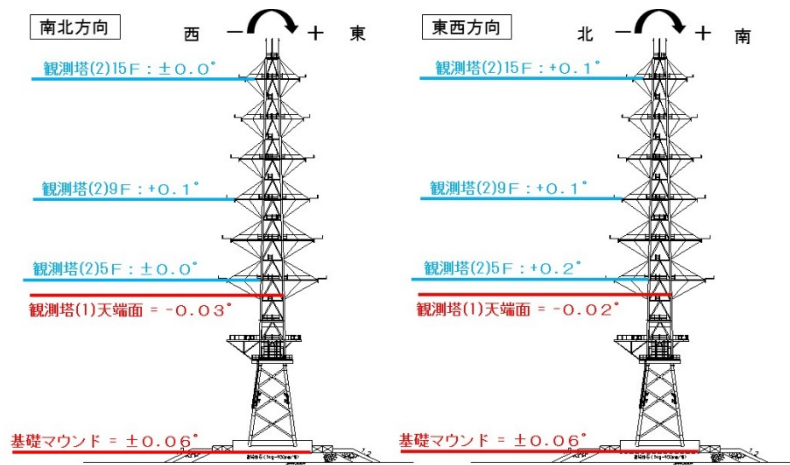 南北方向
西 － ＋ 東
観測塔(2)15F：±0.0°
観測塔(2)9F：+0.1°
観測塔(2)5F：±0.0°
観測塔(1)天端面 = -0.03°
基礎マウンド = ±0.06°
東西方向
北 － ＋ 南
観測塔(2)15F：+0.1°
観測塔(2)9F：+0.1°
観測塔(2)5F：+0.2°
観測塔(1)天端面 = -0.02°
基礎マウンド = ±0.06°